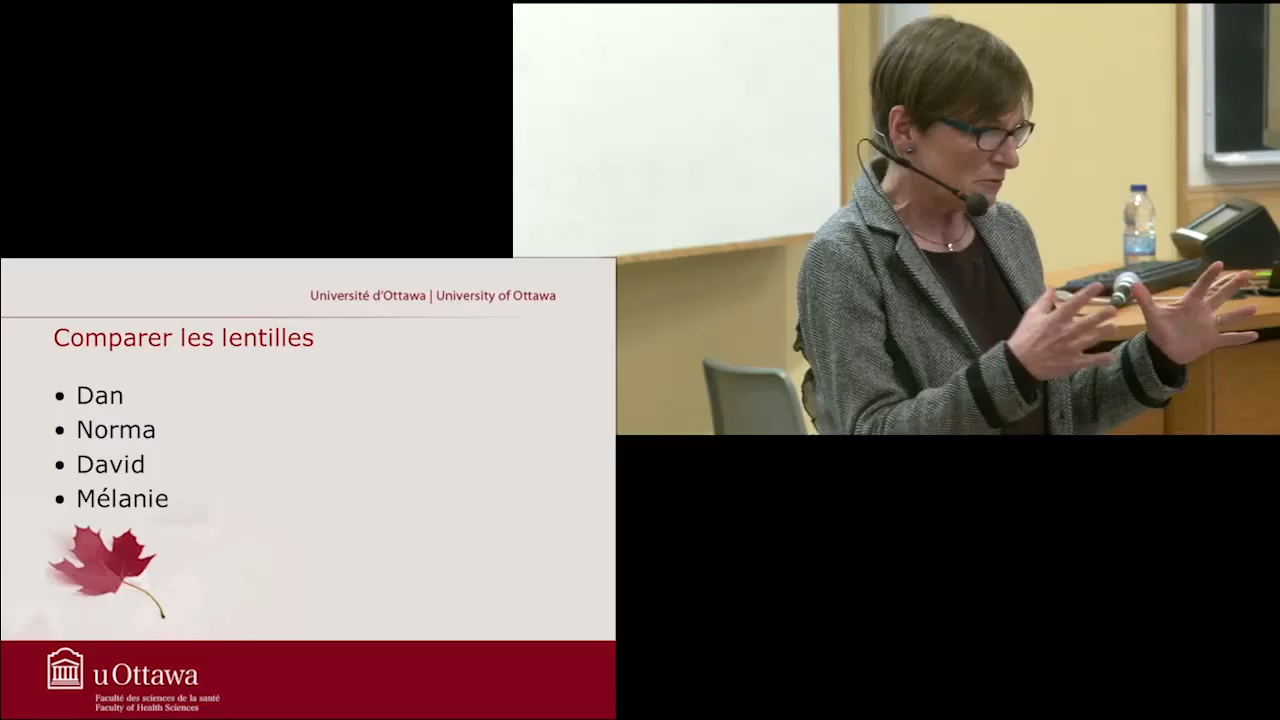 Université d'Ottawa | University of Ottawa
Comparer les lentilles
• Dan
• Norma
• David
• Mélanie
uOttawa
Faculté des sciences de la santé
Faculty of Health Sciences